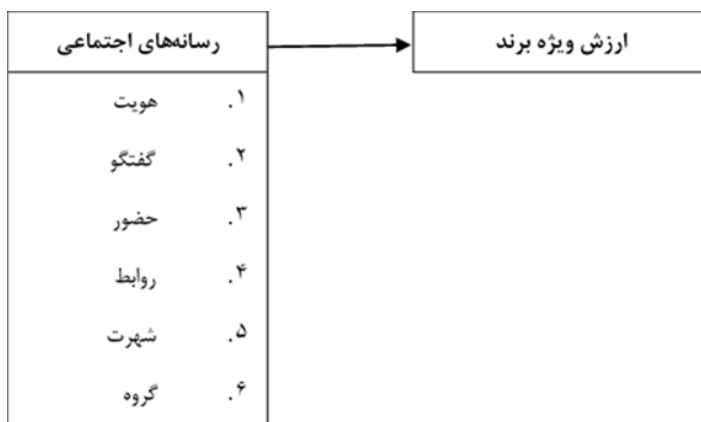 رسانه‌های اجتماعی
ارزش ویژه برند
۱. هویت
۲. گفتگو
۳. حضور
۴. روابط
۵. شهرت
۶. گروه